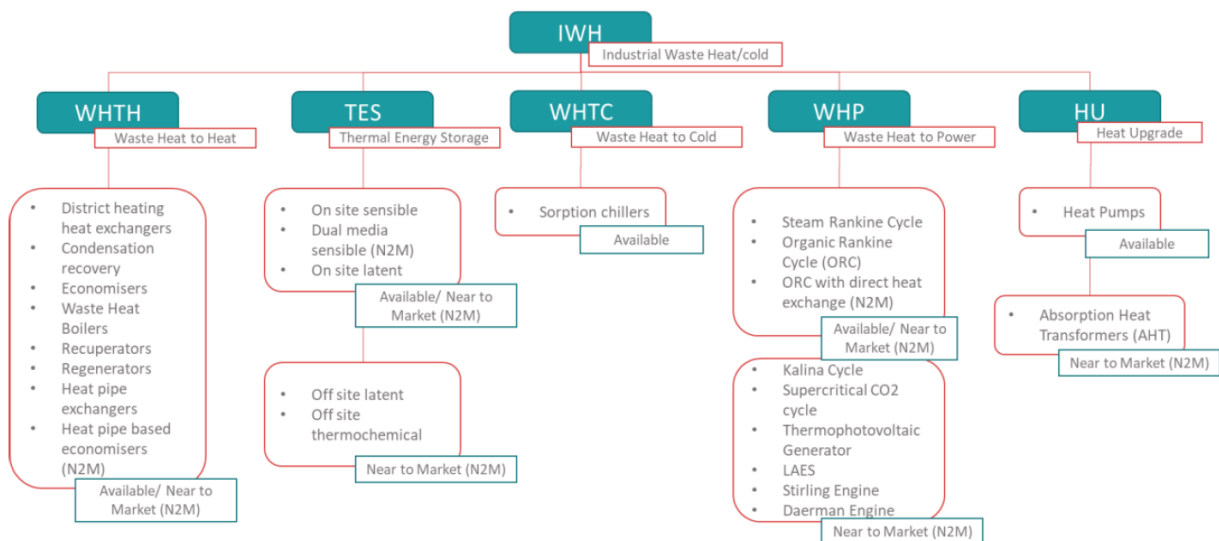 IWH
Industrial Waste Heat/cold
WHTH
Waste Heat to Heat
TES
Thermal Energy Storage
WHTC
Waste Heat to Cold
WHP
Waste Heat to Power
HU
Heat Upgrade
• District heating
heat exchangers
• Condensation
recovery
• Economisers
• Waste Heat
Boilers
• Recuperators
• Regenerators
• Heat pipe
exchangers
• Heat pipe based
economisers
(N2M)
Available/ Near to
Market (N2M)
• On site sensible
• Dual media
sensible (N2M)
• On site latent
Available/ Near to
Market (N2M)
• Off site latent
• Off site
thermochemical
Near to Market (N2M)
• Sorption chillers
Available
• Steam Rankine Cycle
• Organic Rankine
Cycle (ORC)
• ORC with direct heat
exchange (N2M)
Available/ Near to
Market (N2M)
• Kalina Cycle
• Supercritical CO2
cycle
• Thermophotovoltaic
Generator
• LAES
• Stirling Engine
• Daerman Engine
Near to Market (N2M)
• Heat Pumps
Available
• Absorption Heat
Transformers (AHT)
Near to Market (N2M)